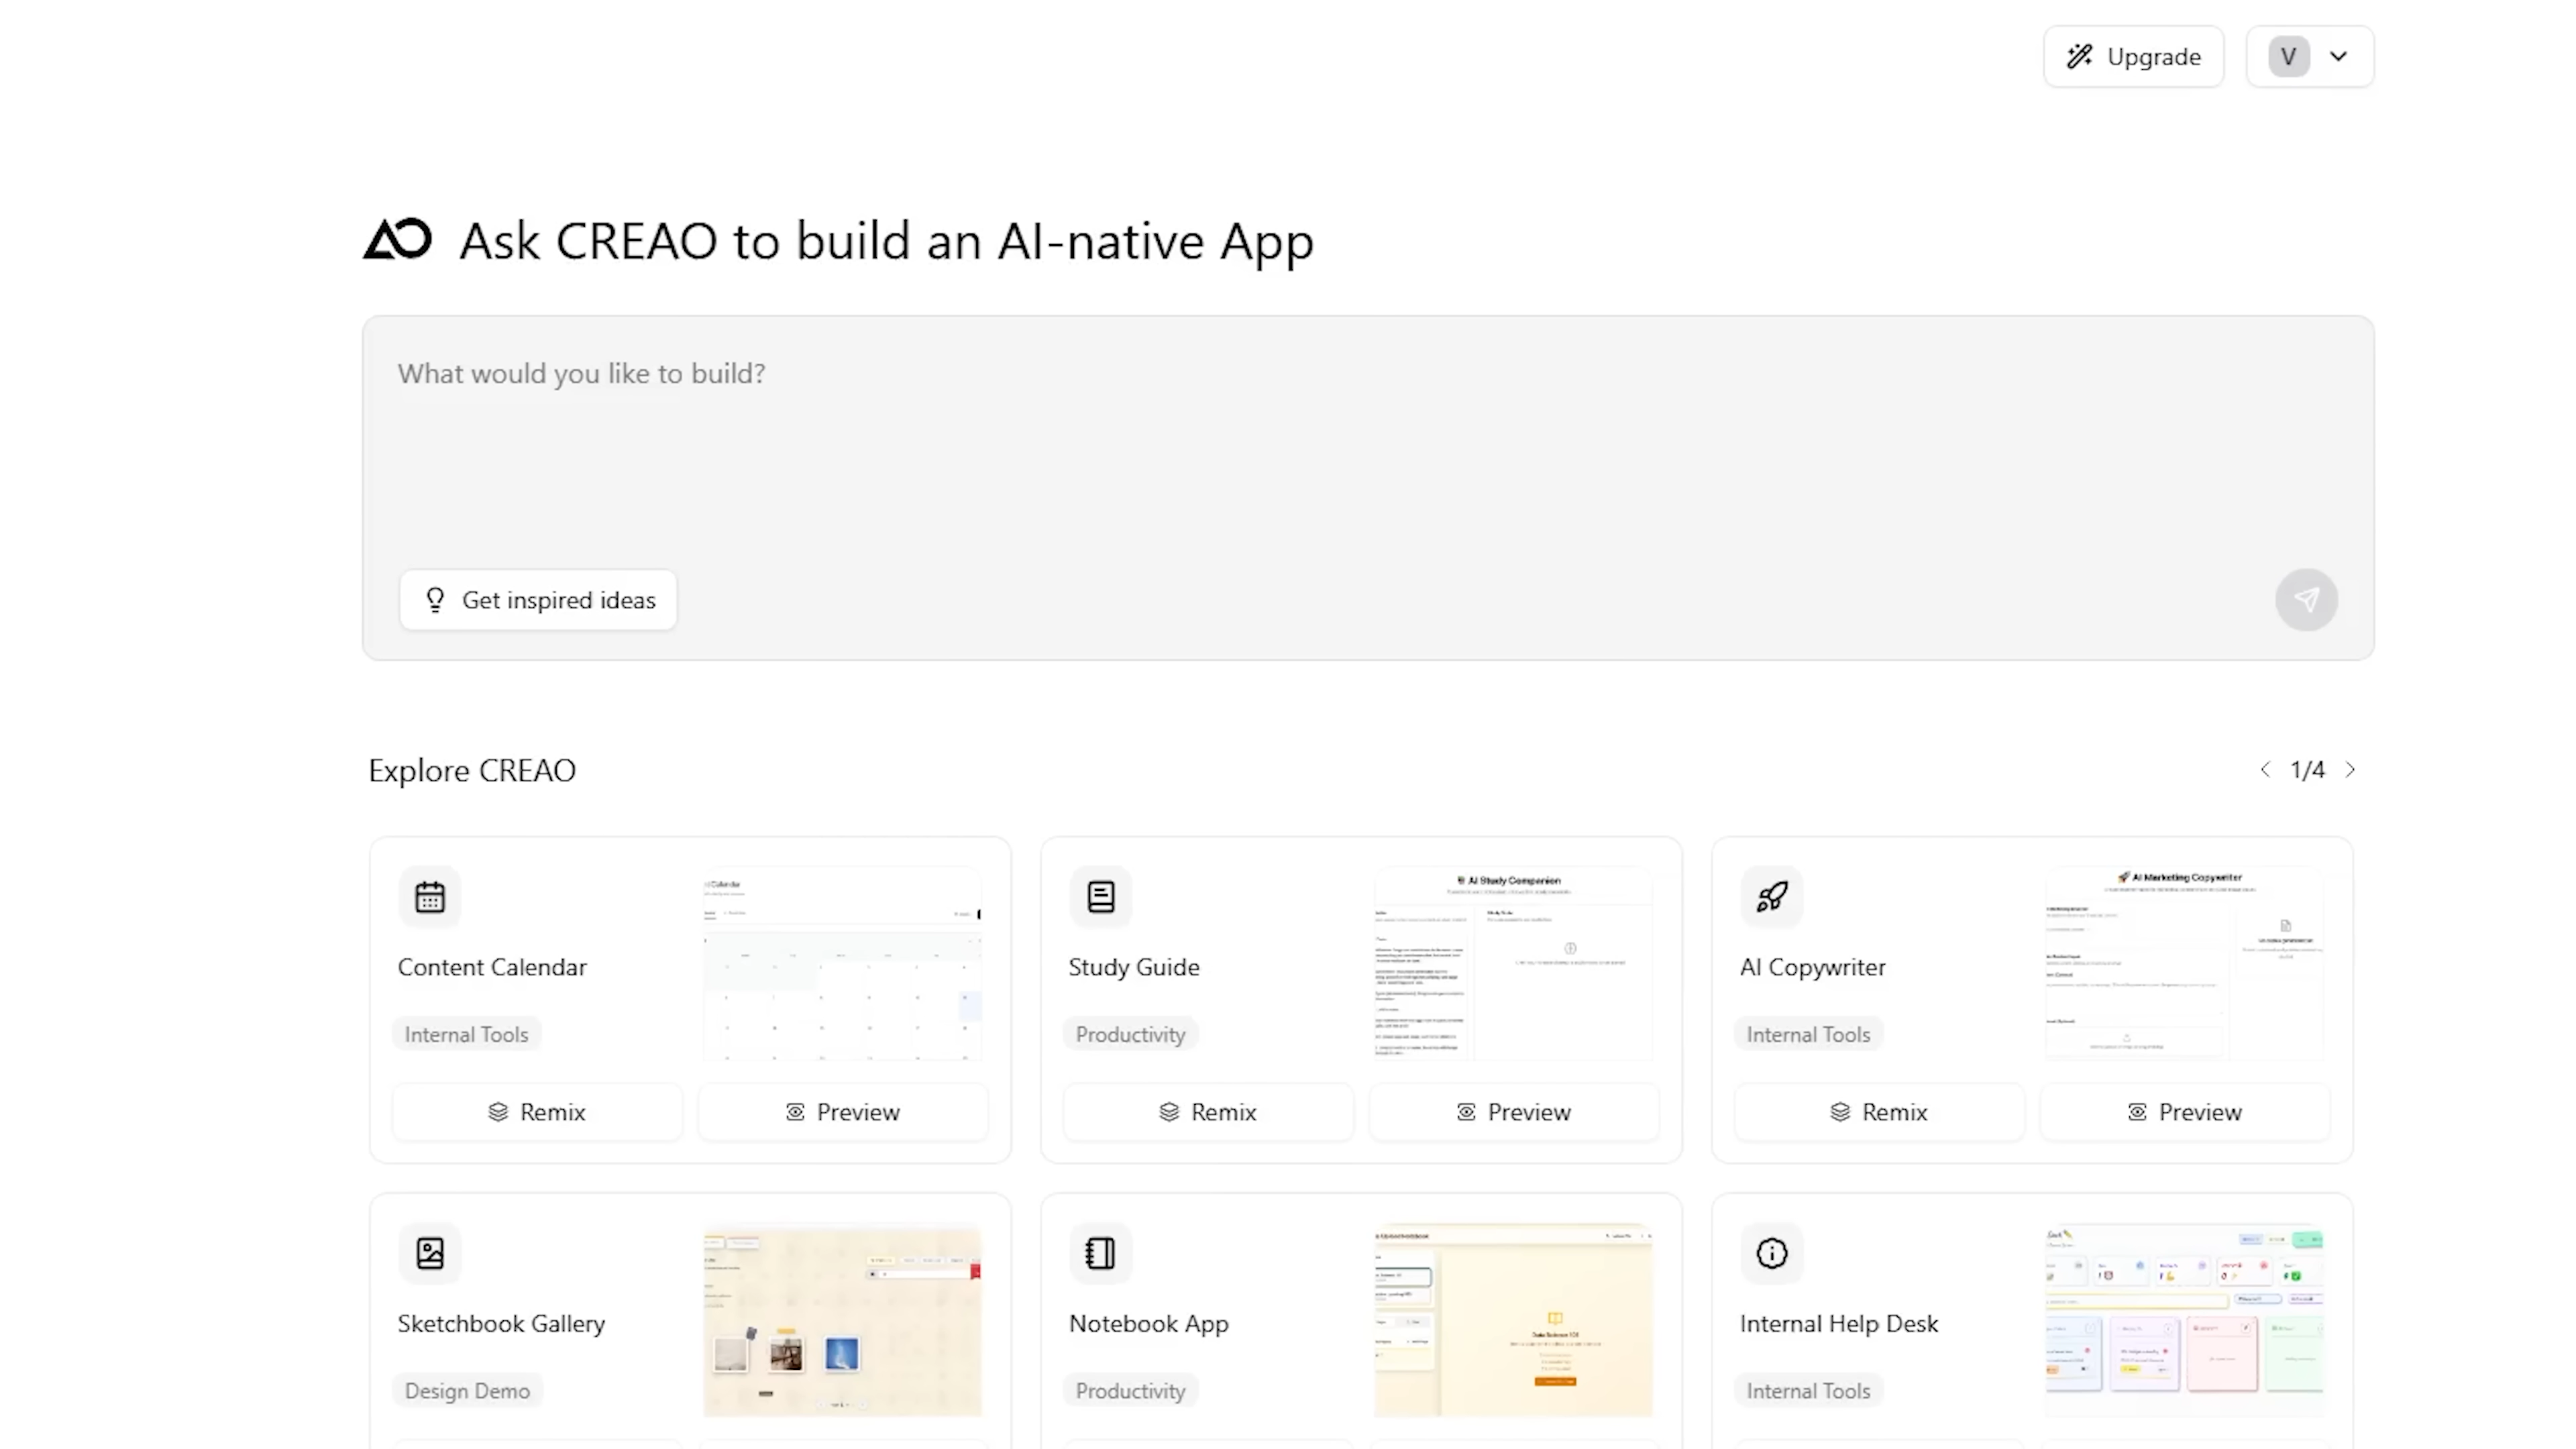 Upgrade
V
Ask CREAO to build an AI-native App
What would you like to build?
Get inspired ideas
Explore CREAO
1/4
Content Calendar
Internal Tools
Remix
Preview
AI Study Companion
Study Guide
Productivity
Remix
Preview
AI Marketing Copywriter
AI Copywriter
Internal Tools
Remix
Preview
Sketchbook Gallery
Design Demo
Notebook App
Productivity
Data Science 101
Internal Help Desk
Internal Tools